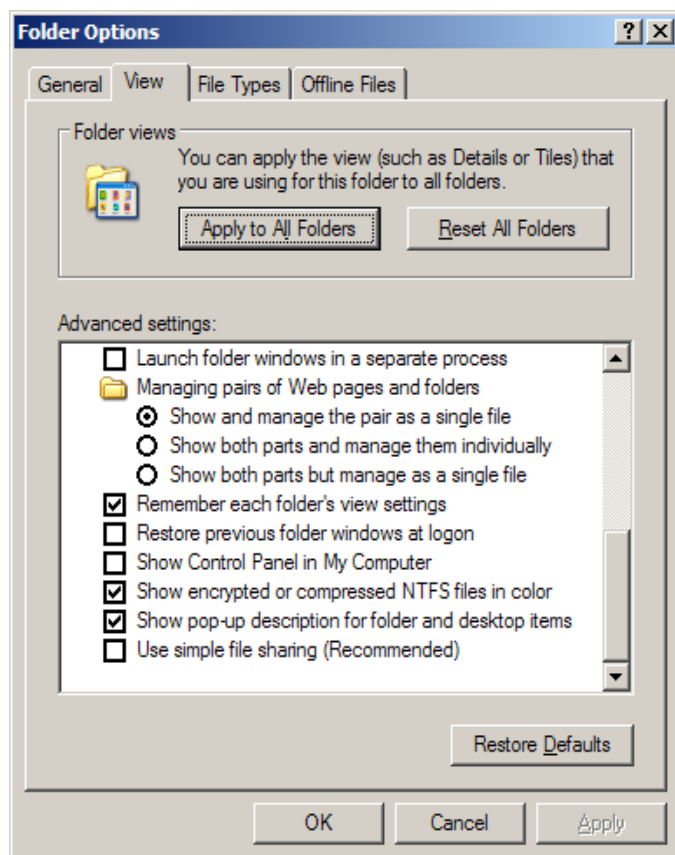 Folder Options
General View File Types Offline Files
Folder views
You can apply the view (such as Details or Tiles) that
you are using for this folder to all folders.
Apply to All Folders Reset All Folders
Advanced settings:
Launch folder windows in a separate process
Managing pairs of Web pages and folders
Show and manage the pair as a single file
Show both parts and manage them individually
Show both parts but manage as a single file
Remember each folder's view settings
Restore previous folder windows at logon
Show Control Panel in My Computer
Show encrypted or compressed NTFS files in color
Show pop-up description for folder and desktop items
Use simple file sharing (Recommended)
Restore Defaults
OK Cancel Apply